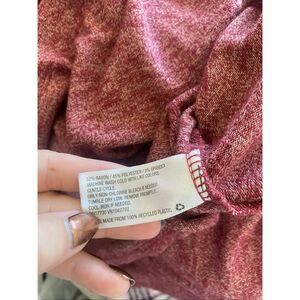 52% RAYON / 45% POLYESTER / 3% SPANDEX
MACHINE WASH COLD WITH LIKE COLORS.
GENTLE CYCLE.
ONLY NON-CHLORINE BLEACH IF NEEDED.
TUMBLE DRY LOW. REMOVE PROMPTLY.
COOL IRON IF NEEDED.
MADE FROM 100% RECYCLED PLASTIC.